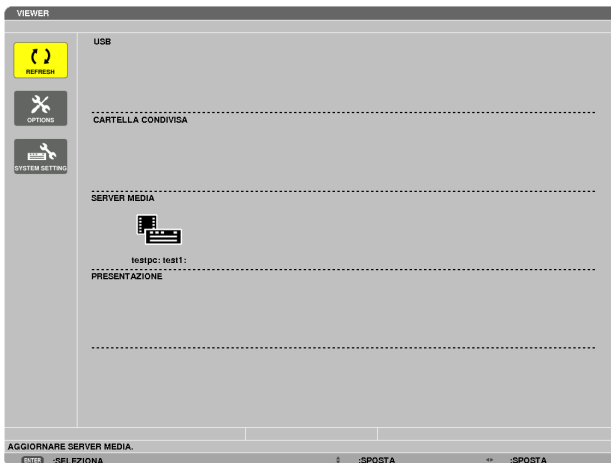 VIEWER
USB
REFRESH
OPTIONS
CARTELLA CONDIVISA
SYSTEM SETTING
SERVER MEDIA
testpc: test1:
PRESENTAZIONE
AGGIORNARE SERVER MEDIA.
ENTER :SELEZIONA :SPOSTA :SPOSTA